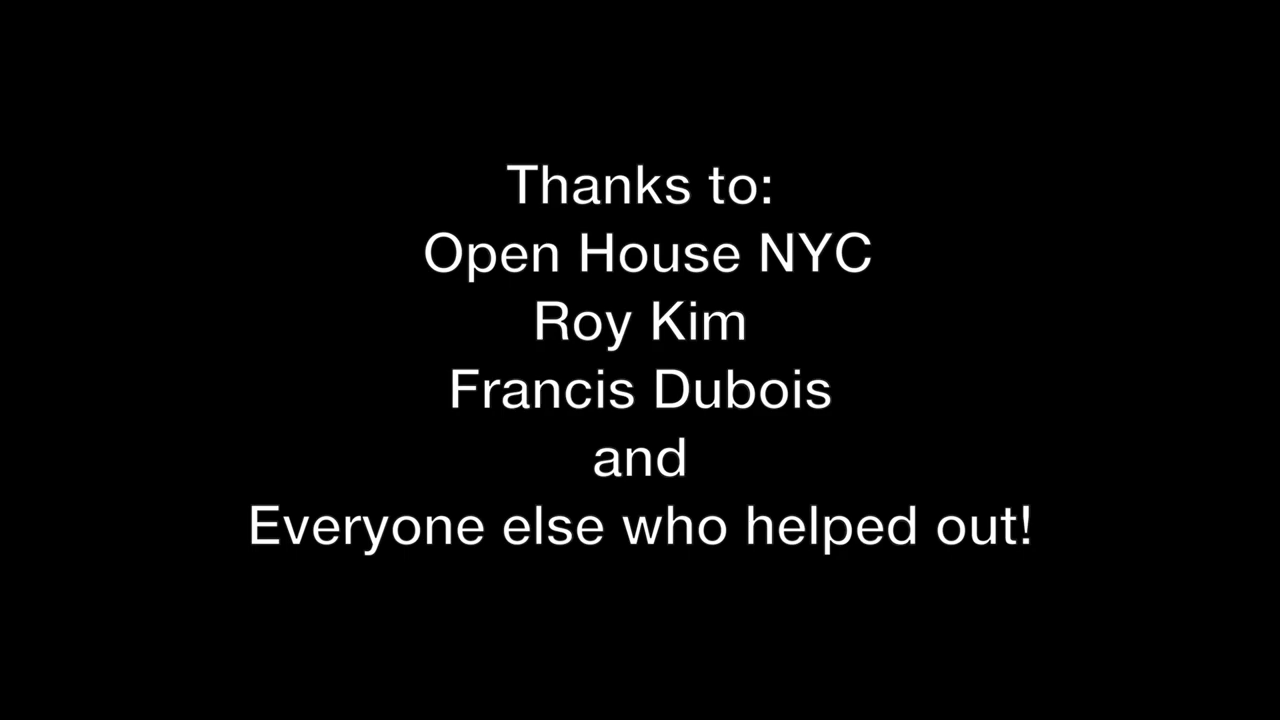 Thanks to:
Open House NYC
Roy Kim
Francis Dubois
and
Everyone else who helped out!